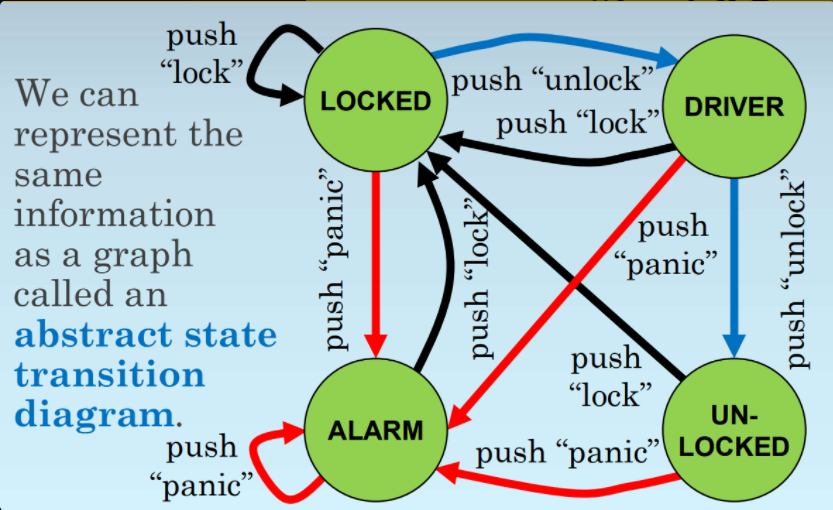 We can
represent the
same
information
as a graph
called an
abstract state
transition
diagram.
push
“lock”
LOCKED
push “unlock”
push “lock”
DRIVER
push “panic”
push “lock”
push
“panic”
push “unlock”
push
“lock”
ALARM
push
“panic”
push “panic”
UN-
LOCKED